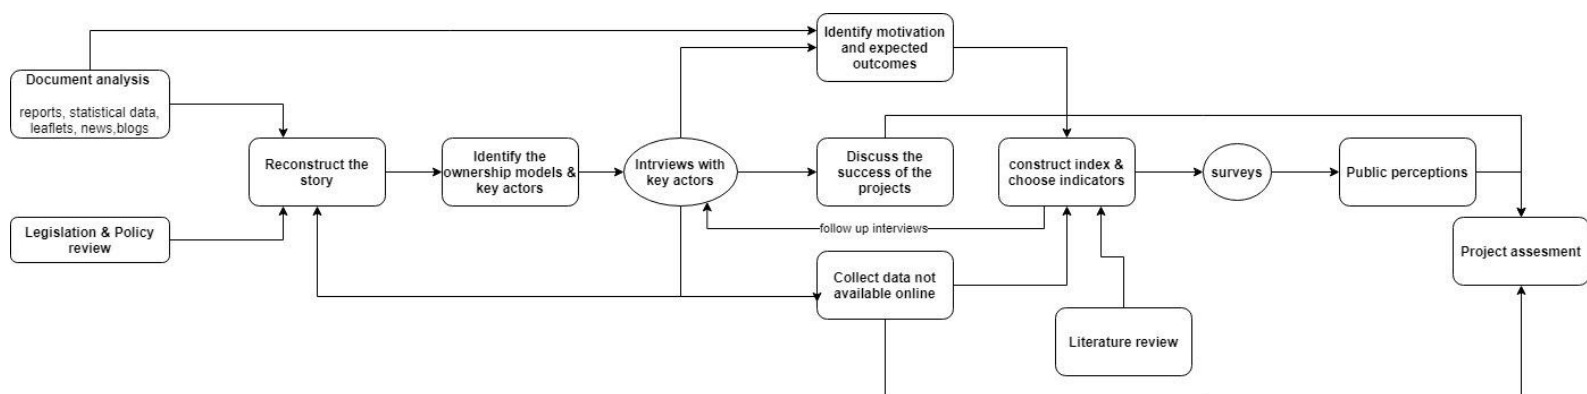 Identify motivation
and expected
outcomes
Document analysis
reports, statistical data,
leaflets, news,blogs
Reconstruct the
story
Identify the
ownership models &
key actors
Intrviews with
key actors
Discuss the
success of the
projects
construct index &
choose indicators
surveys
Public perceptions
Legislation & Policy
review
follow up interviews
Project assesment
Collect data not
available online
Literature review